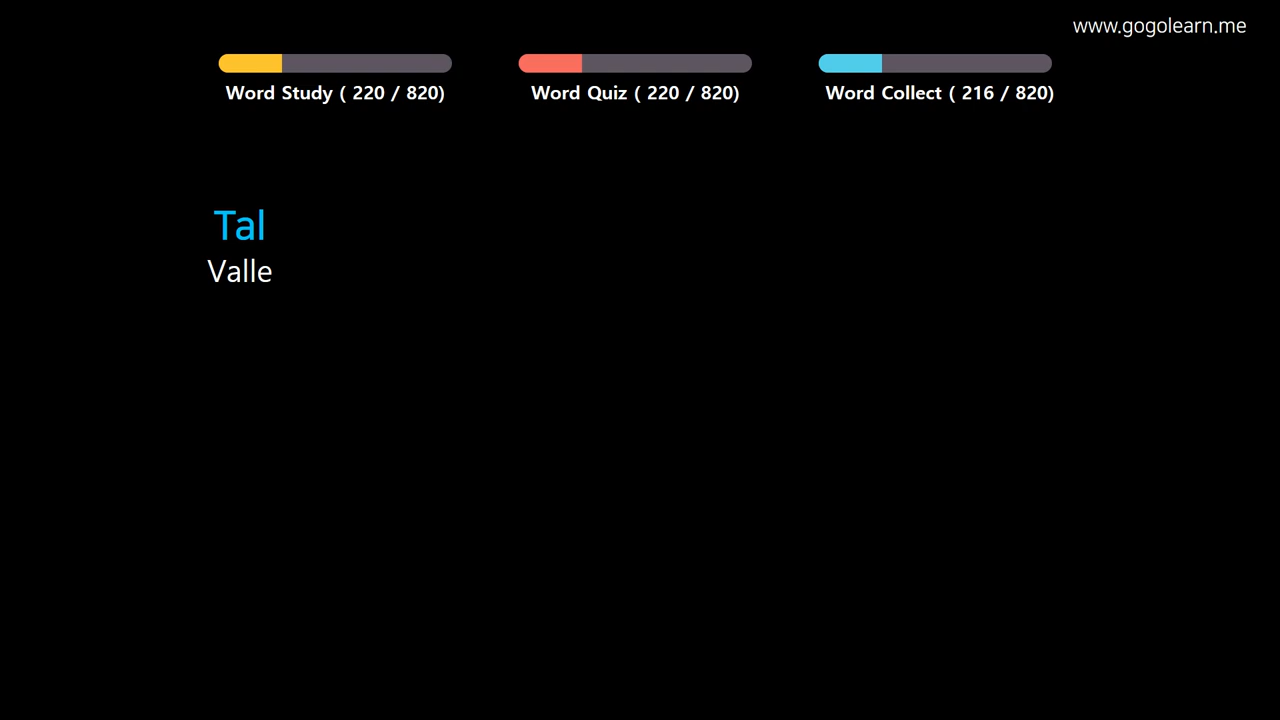 www.gogolearn.me
Word Study ( 220 / 820)
Word Quiz ( 220 / 820)
Word Collect ( 216 / 820)
Tal
Valle